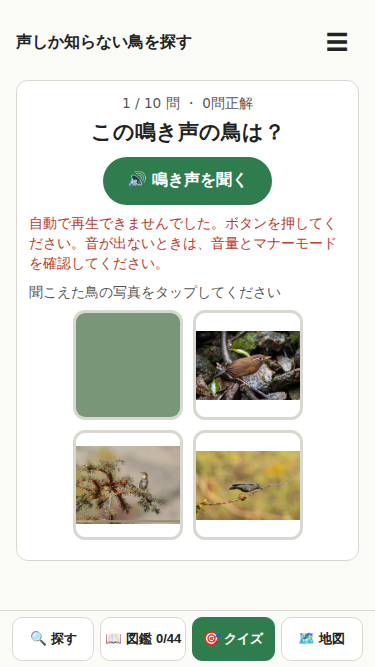 声しか知らない鳥を探す
☰
1 / 10 問 ・ 0問正解
この鳴き声の鳥は？
🔊 鳴き声を聞く
自動で再生できませんでした。ボタンを押してく
ださい。音が出ないときは、音量とマナーモード
を確認してください。
聞こえた鳥の写真をタップしてください
🔍 探す
📖 図鑑 0/44
🎯 クイズ
🗺️ 地図